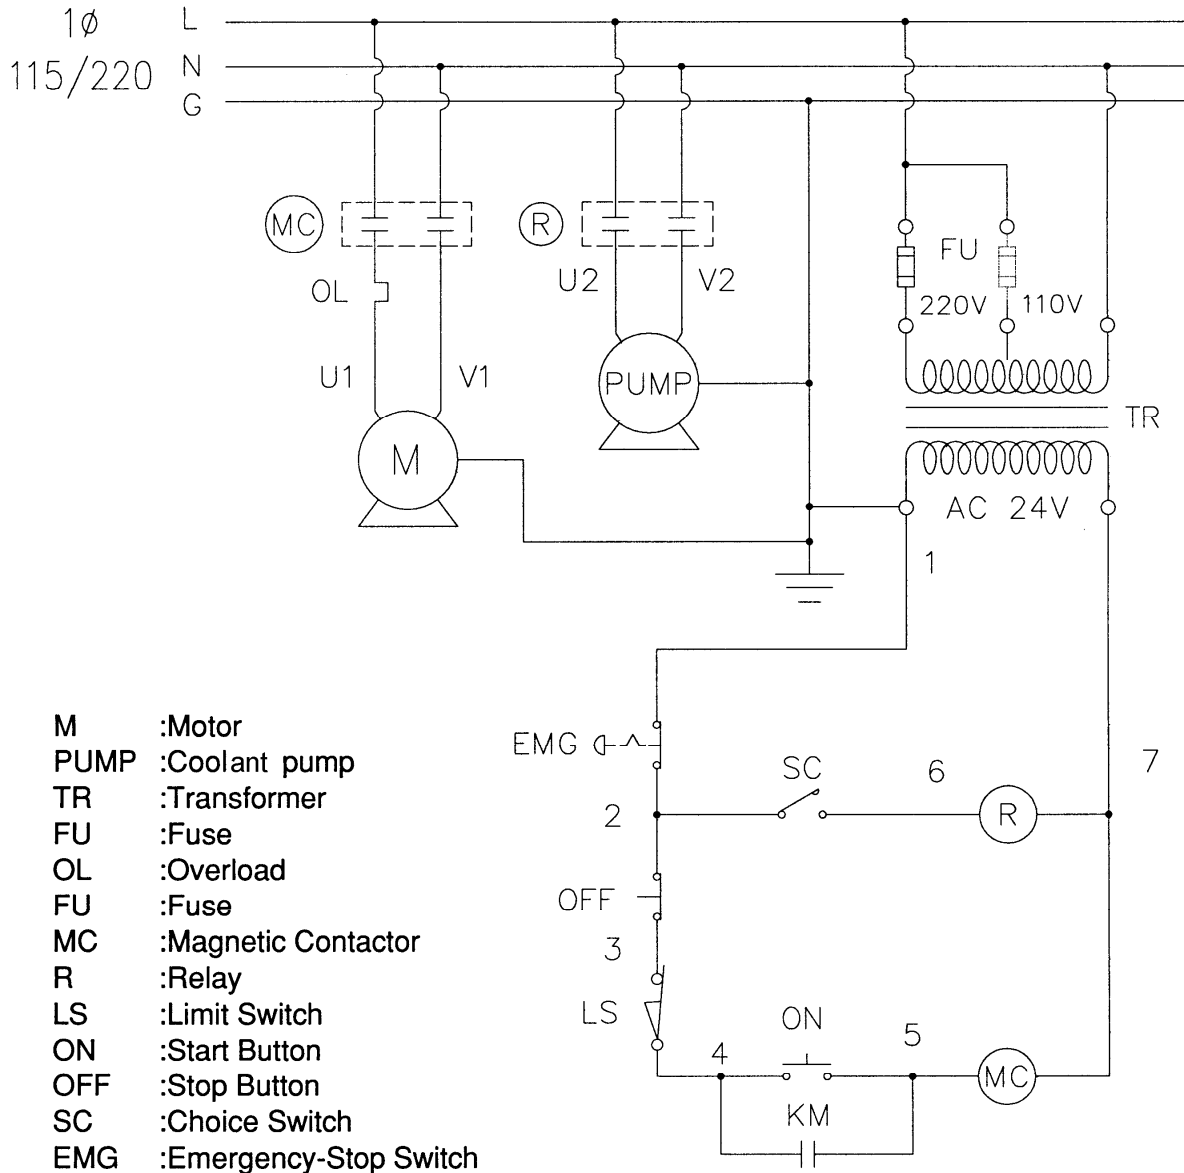 1ø
115/220
L
N
G
MC
R
OL
U2
V2
FU
220V
110V
U1
V1
PUMP
M
TR
AC 24V
1
EMG
SC
6
7
2
R
OFF
3
LS
ON
4
5
MC
KM
M :Motor
PUMP :Coolant pump
TR :Transformer
FU :Fuse
OL :Overload
FU :Fuse
MC :Magnetic Contactor
R :Relay
LS :Limit Switch
ON :Start Button
OFF :Stop Button
SC :Choice Switch
EMG :Emergency-Stop Switch